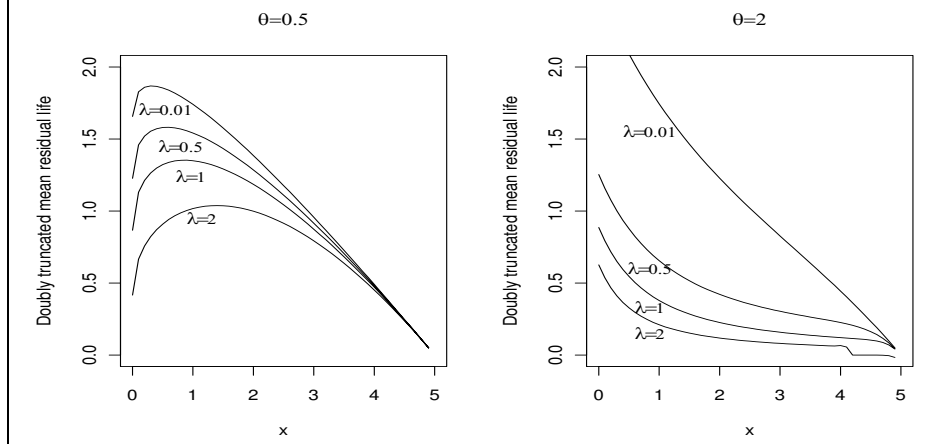 θ=0.5
Doubly truncated mean residual life
2.0
1.5
1.0
0.5
0.0
λ=0.01
λ=0.5
λ=1
λ=2
0 1 2 3 4 5
x
θ=2
Doubly truncated mean residual life
2.0
1.5
1.0
0.5
0.0
λ=0.01
λ=0.5
λ=1
λ=2
0 1 2 3 4 5
x